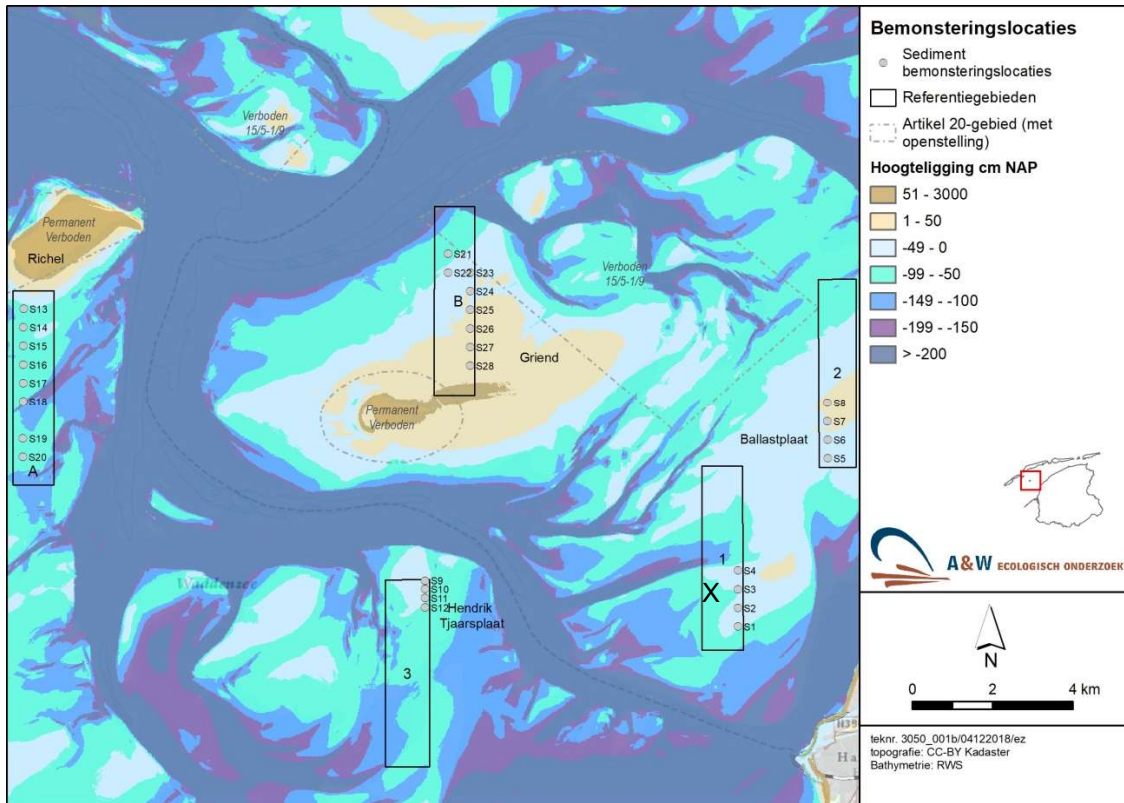 Verboden
15/5-1/9
Permanent
Verboden
Richel
S13
S14
S15
S16
S17
S18
S19
S20
A
S21
S22
S23
S24
B
S25
S26
S27
S28
Griend
Verboden
15/5-1/9
Permanent
Verboden
2
S8
S7
S6
S5
Ballastplaat
1
S4
S3
X
S2
S1
Waddenzee
S9
S10
S11
S12
Hendrik
Tjaarsplaat
3
Bemonsteringslocaties
Sediment
bemonsteringslocaties
Referentiegebieden
Artikel 20-gebied (met
openstelling)
Hoogteligging cm NAP
51 - 3000
1 - 50
-49 - 0
-99 - -50
-149 - -100
-199 - -150
> -200
A&W ECOLOGISCH ONDERZOEK
N
0 2 4 km
teknr. 3050_001b/04122018/ez
topografie: CC-BY Kadaster
Bathymetrie: RWS